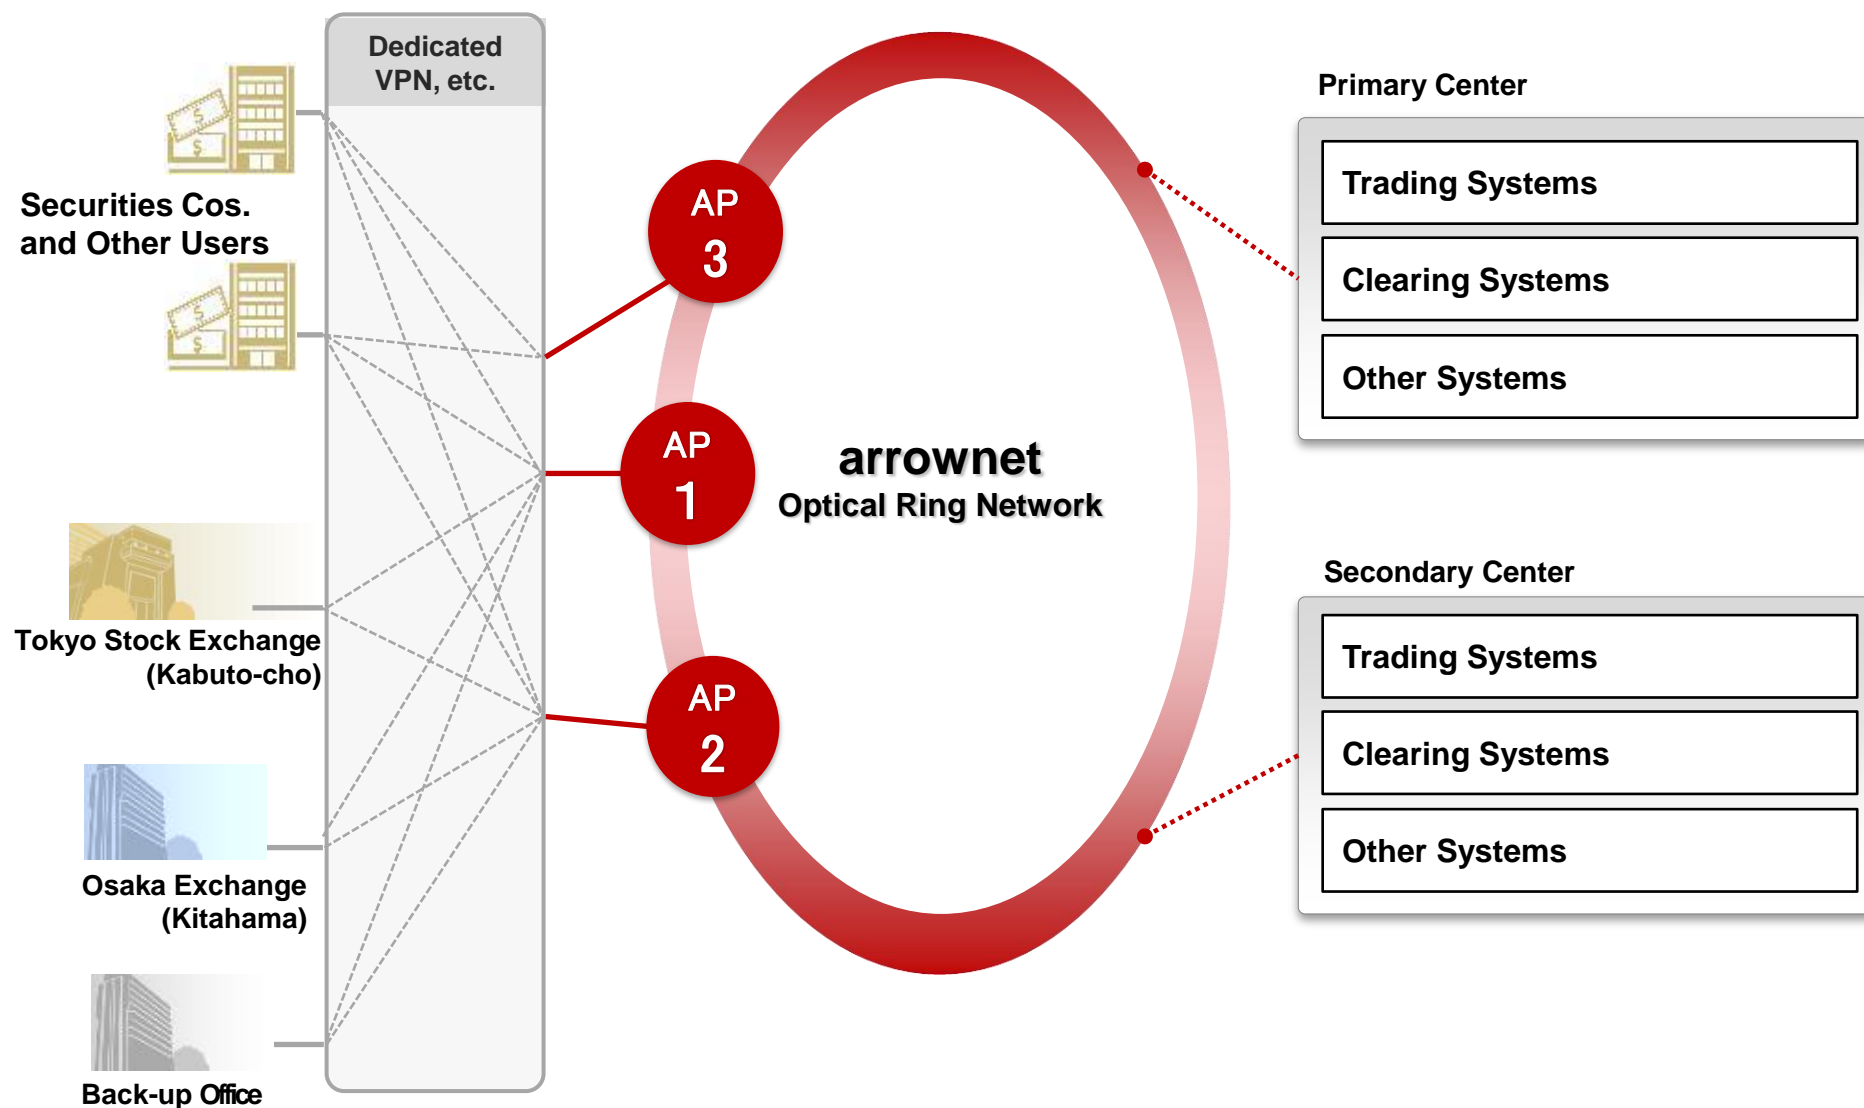 Dedicated
VPN, etc.
Securities Cos.
and Other Users
Tokyo Stock Exchange
(Kabuto-cho)
Osaka Exchange
(Kitahama)
Back-up Office
AP
3
AP
1
AP
2
arrownet
Optical Ring Network
Primary Center
Trading Systems
Clearing Systems
Other Systems
Secondary Center
Trading Systems
Clearing Systems
Other Systems